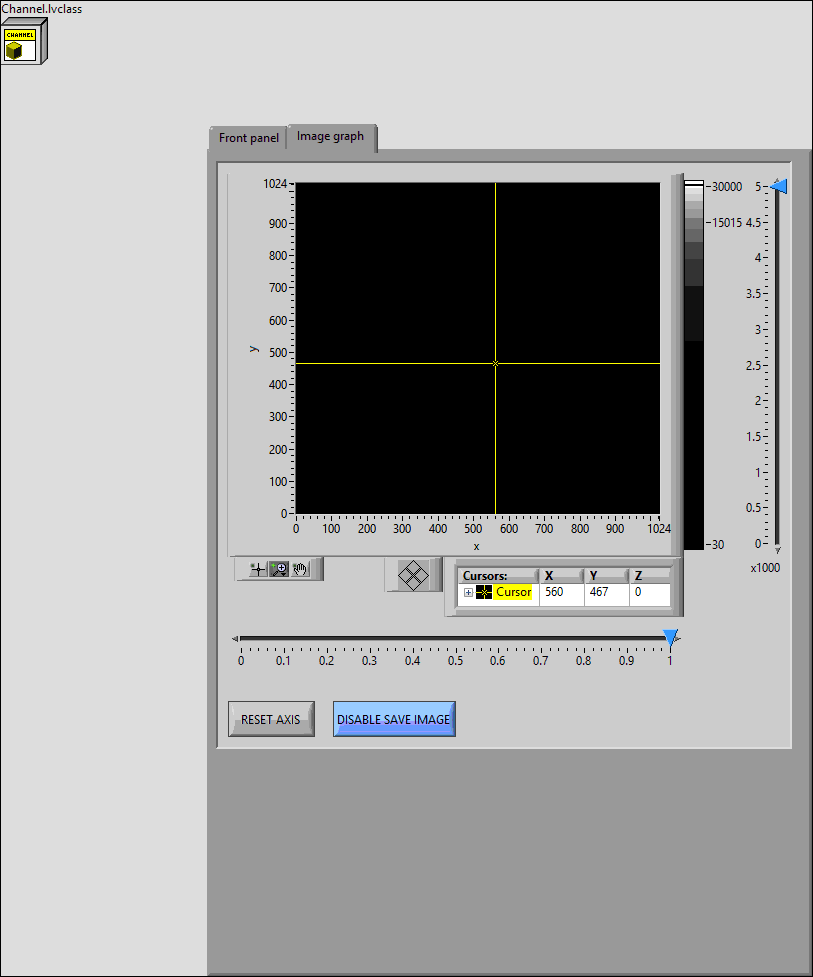 Channel.lvclass
CHANNEL
Front panel
Image graph
1024
900
800
700
600
500
400
300
200
100
0
y
0 100 200 300 400 500 600 700 800 900 1024
x
30000
15015
30
5
4.5
4
3.5
3
2.5
2
1.5
1
0.5
0
x1000
Cursors: X Y Z
Cursor 560 467 0
0 0.1 0.2 0.3 0.4 0.5 0.6 0.7 0.8 0.9 1
RESET AXIS
DISABLE SAVE IMAGE